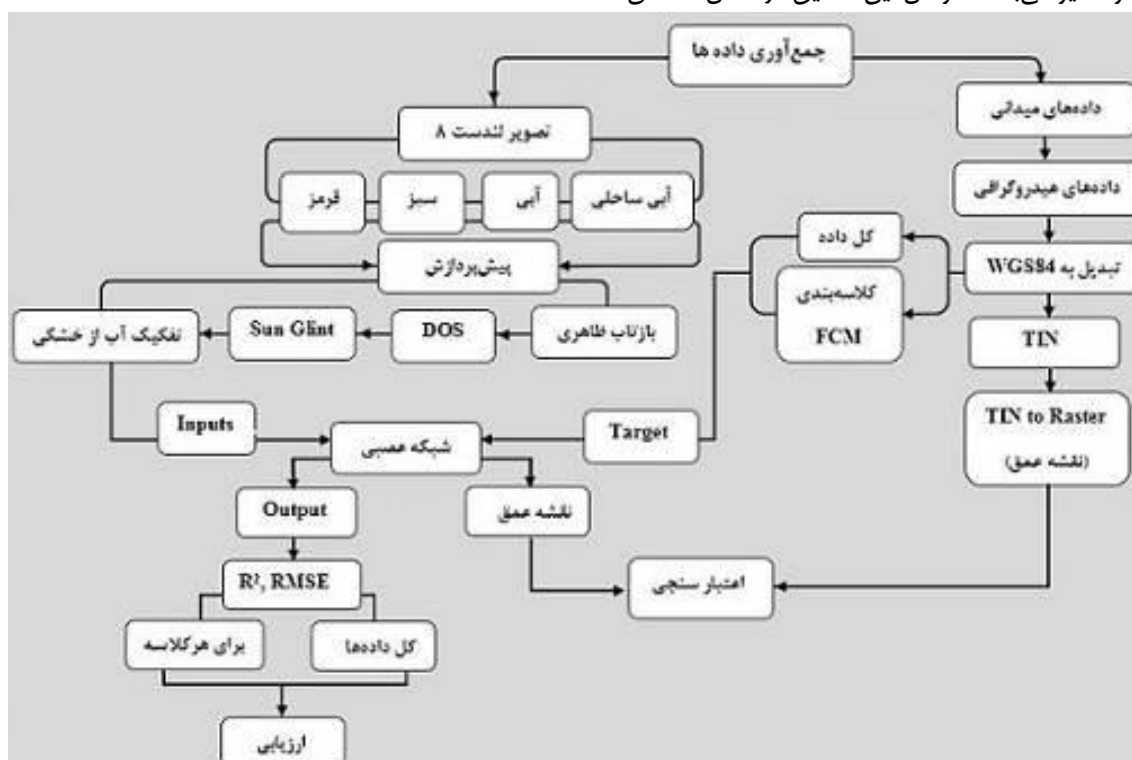 جمع‌آوری داده ها
داده‌های میدانی
تصویر لندست ۸
داده‌های هیدروگرافی
آبی ساحلی
آبی
سبز
قرمز
کل داده
تبدیل به WGS84
پیش‌پردازش
کلاسه‌بندی
FCM
بازتاب ظاهری
DOS
Sun Glint
تفکیک آب از خشکی
TIN
TIN to Raster
(نقشه عمق)
Inputs
شبکه عصبی
Target
Output
نقشه عمق
R², RMSE
اعتبار سنجی
برای هرکلاسه
کل داده‌ها
ارزیابی